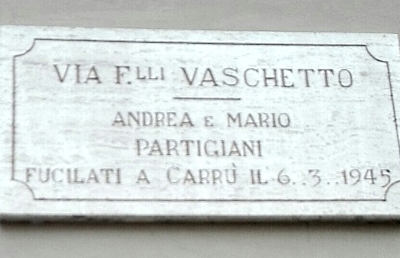 VIA F.LLI VASCHETTO
ANDREA E MARIO
PARTIGIANI
FUCILATI A CARRÙ IL 6..3..1945